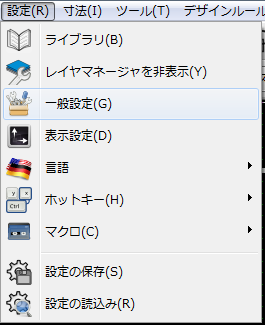 設定(R) 寸法(I) ツール(T) デザインルール
ライブラリ(B)
レイヤマネージャを非表示(Y)
一般設定(G)
表示設定(D)
言語
Y X
Ctrl
ホットキー(H)
マクロ(C)
設定の保存(S)
設定の読込み(R)